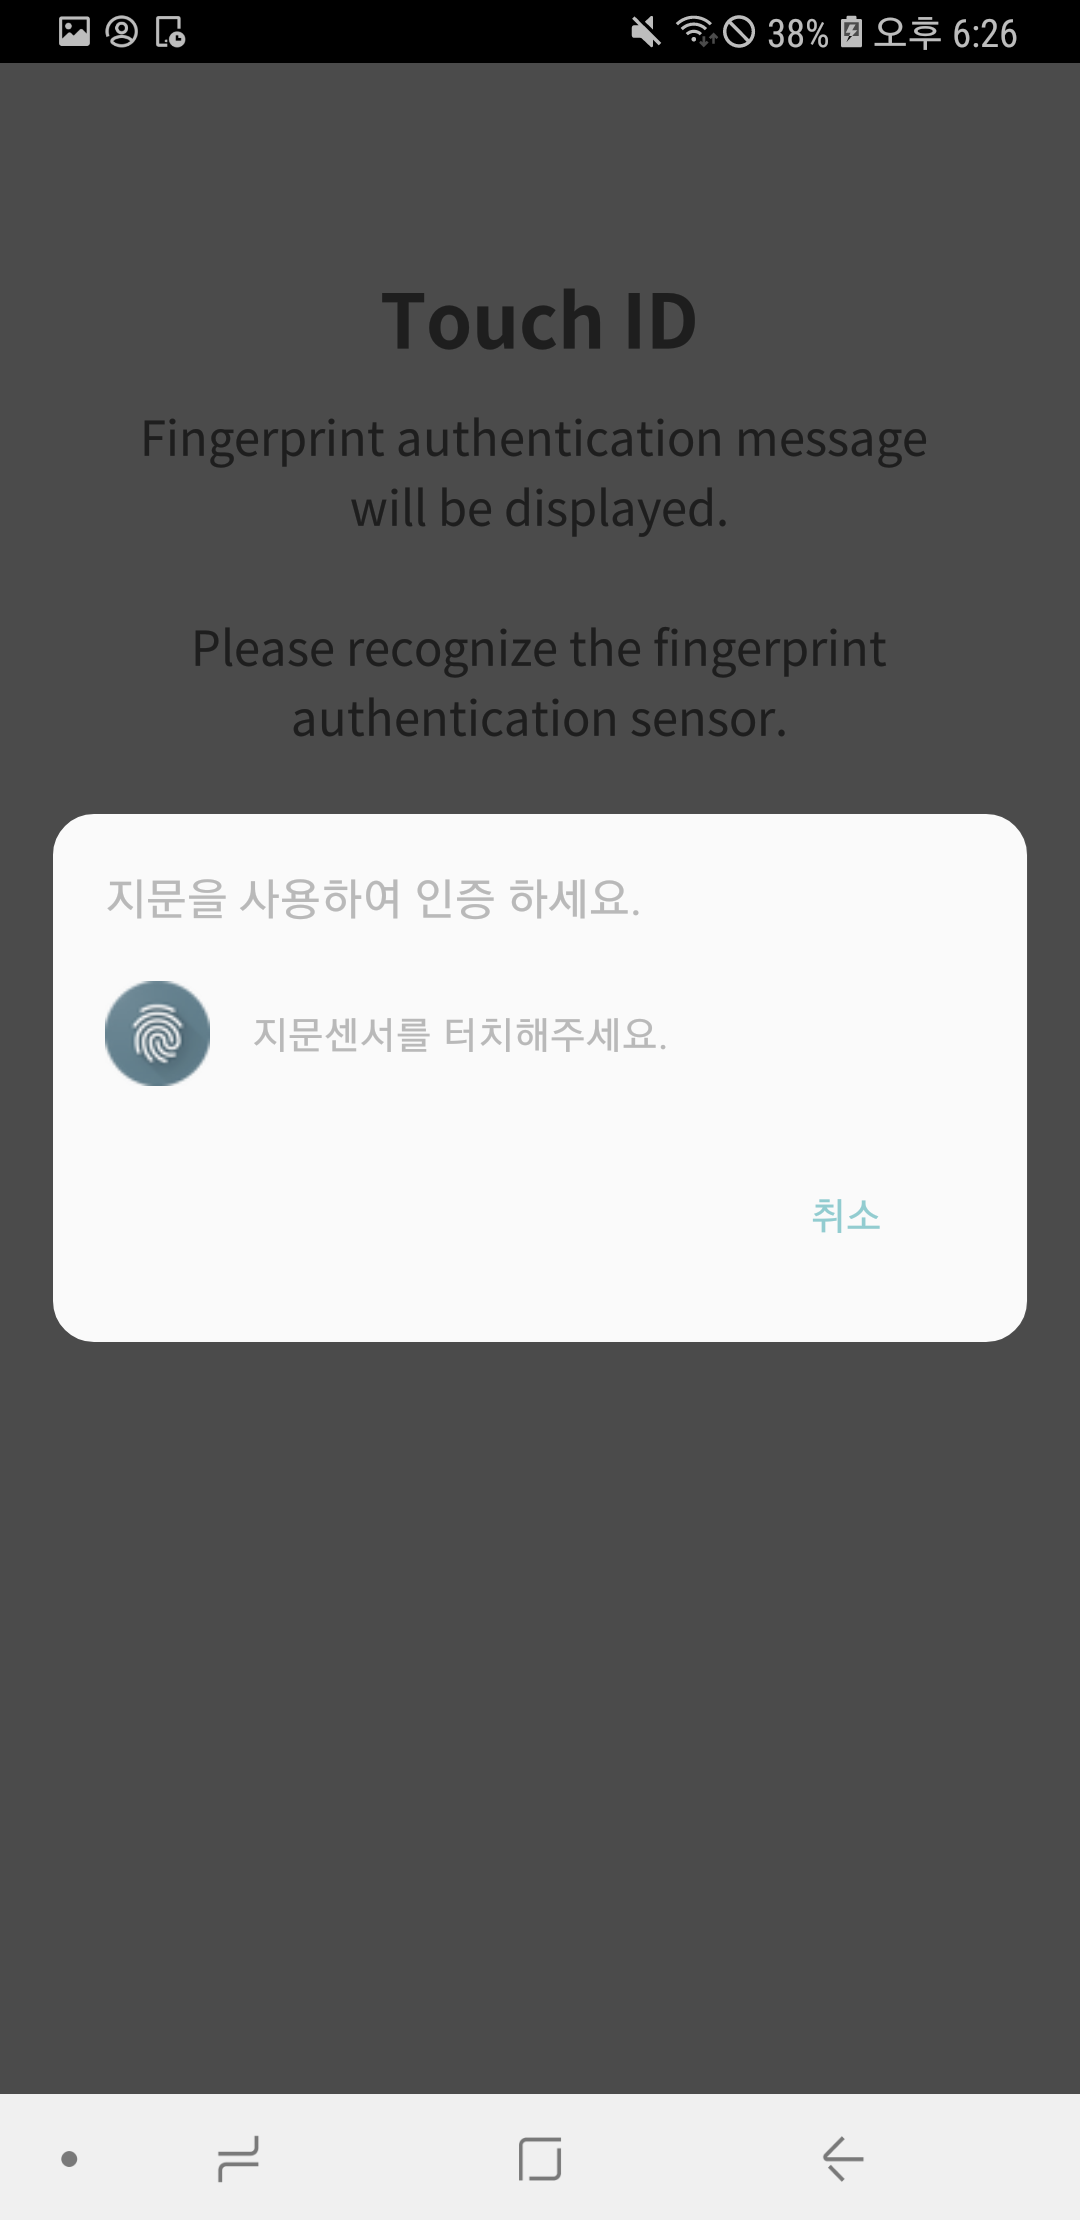 38% 오후 6:26
Touch ID
Fingerprint authentication message
will be displayed.
Please recognize the fingerprint
authentication sensor.
지문을 사용하여 인증 하세요.
지문센서를 터치해주세요.
취소